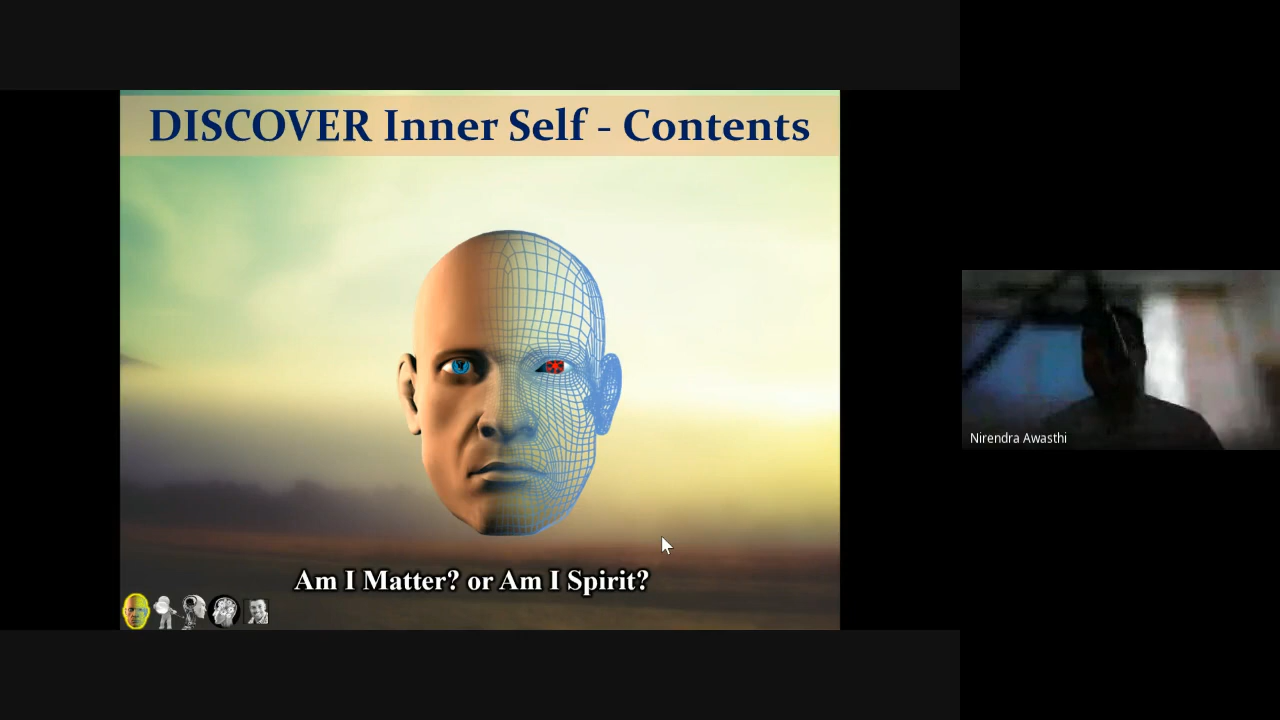 DISCOVER Inner Self - Contents
Am I Matter? or Am I Spirit?
Nirendra Awasthi